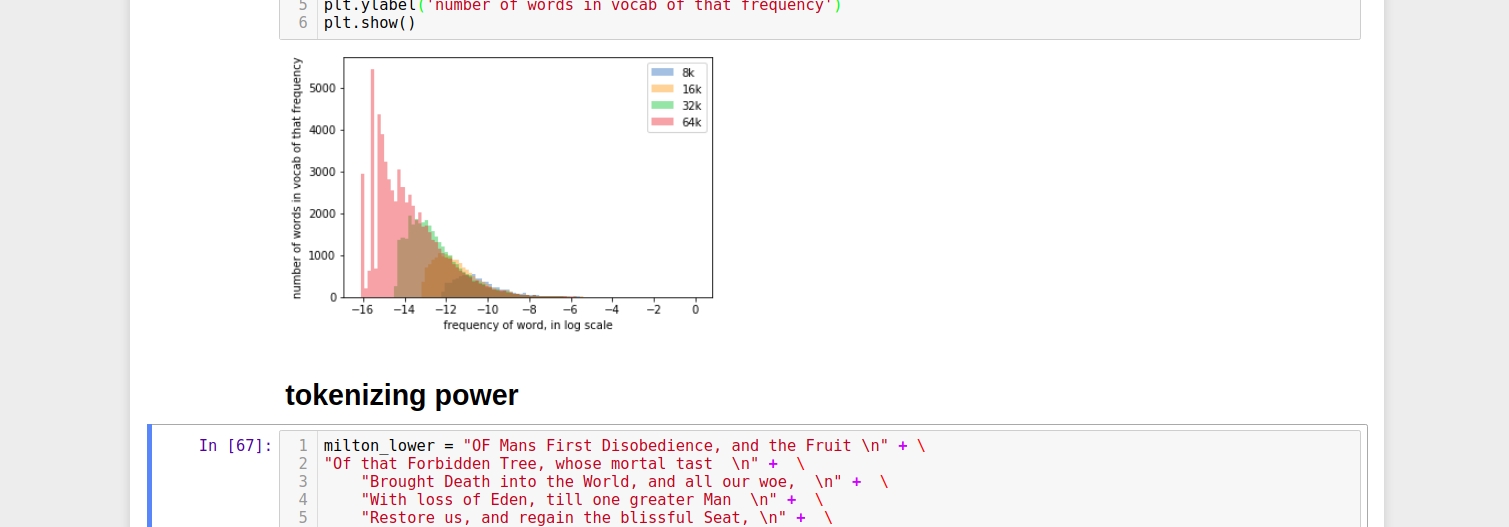 5 plt.ylabel('number of words in vocab of that frequency')
6 plt.show()
number of words in vocab of that frequency
5000
4000
3000
2000
1000
0
8k
16k
32k
64k
−16 −14 −12 −10 −8 −6 −4 −2 0
frequency of word, in log scale
tokenizing power
In [67]:
1 milton_lower = "OF Mans First Disobedience, and the Fruit \n" + \
2 "Of that Forbidden Tree, whose mortal tast  \n" +  \
3     "Brought Death into the World, and all our woe,  \n" +  \
4     "With loss of Eden, till one greater Man  \n" +  \
5     "Restore us, and regain the blissful Seat, \n" +  \